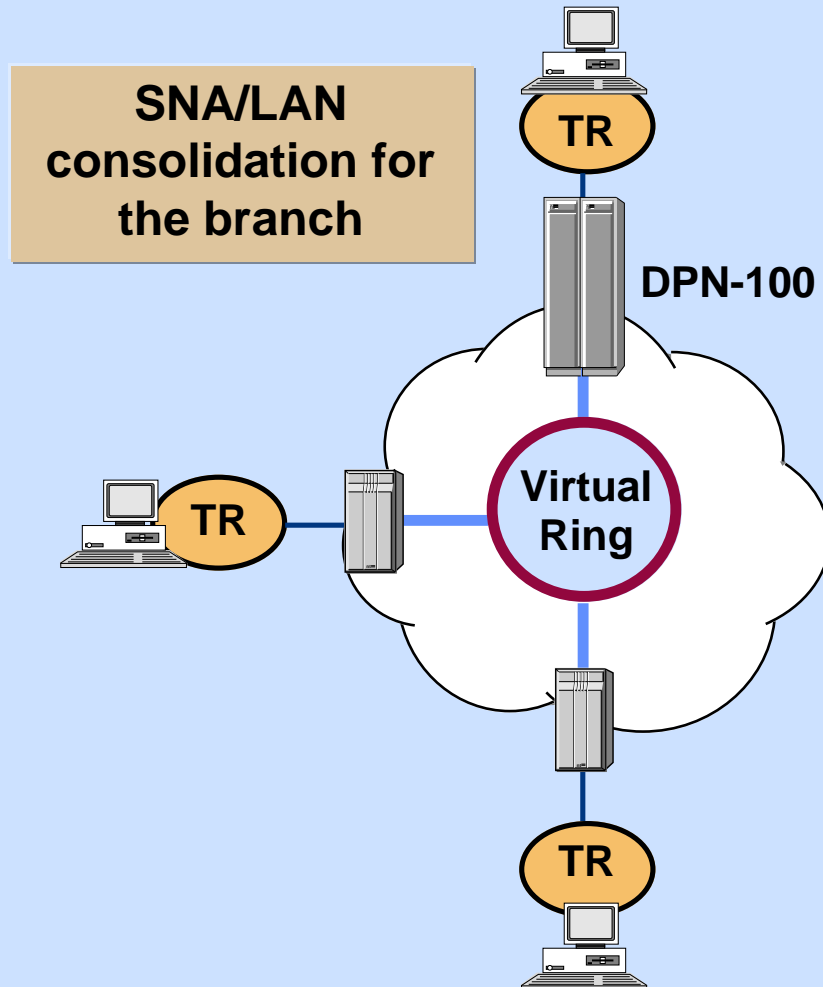 SNA/LAN
consolidation for
the branch
TR
DPN-100
Virtual
Ring
TR
TR